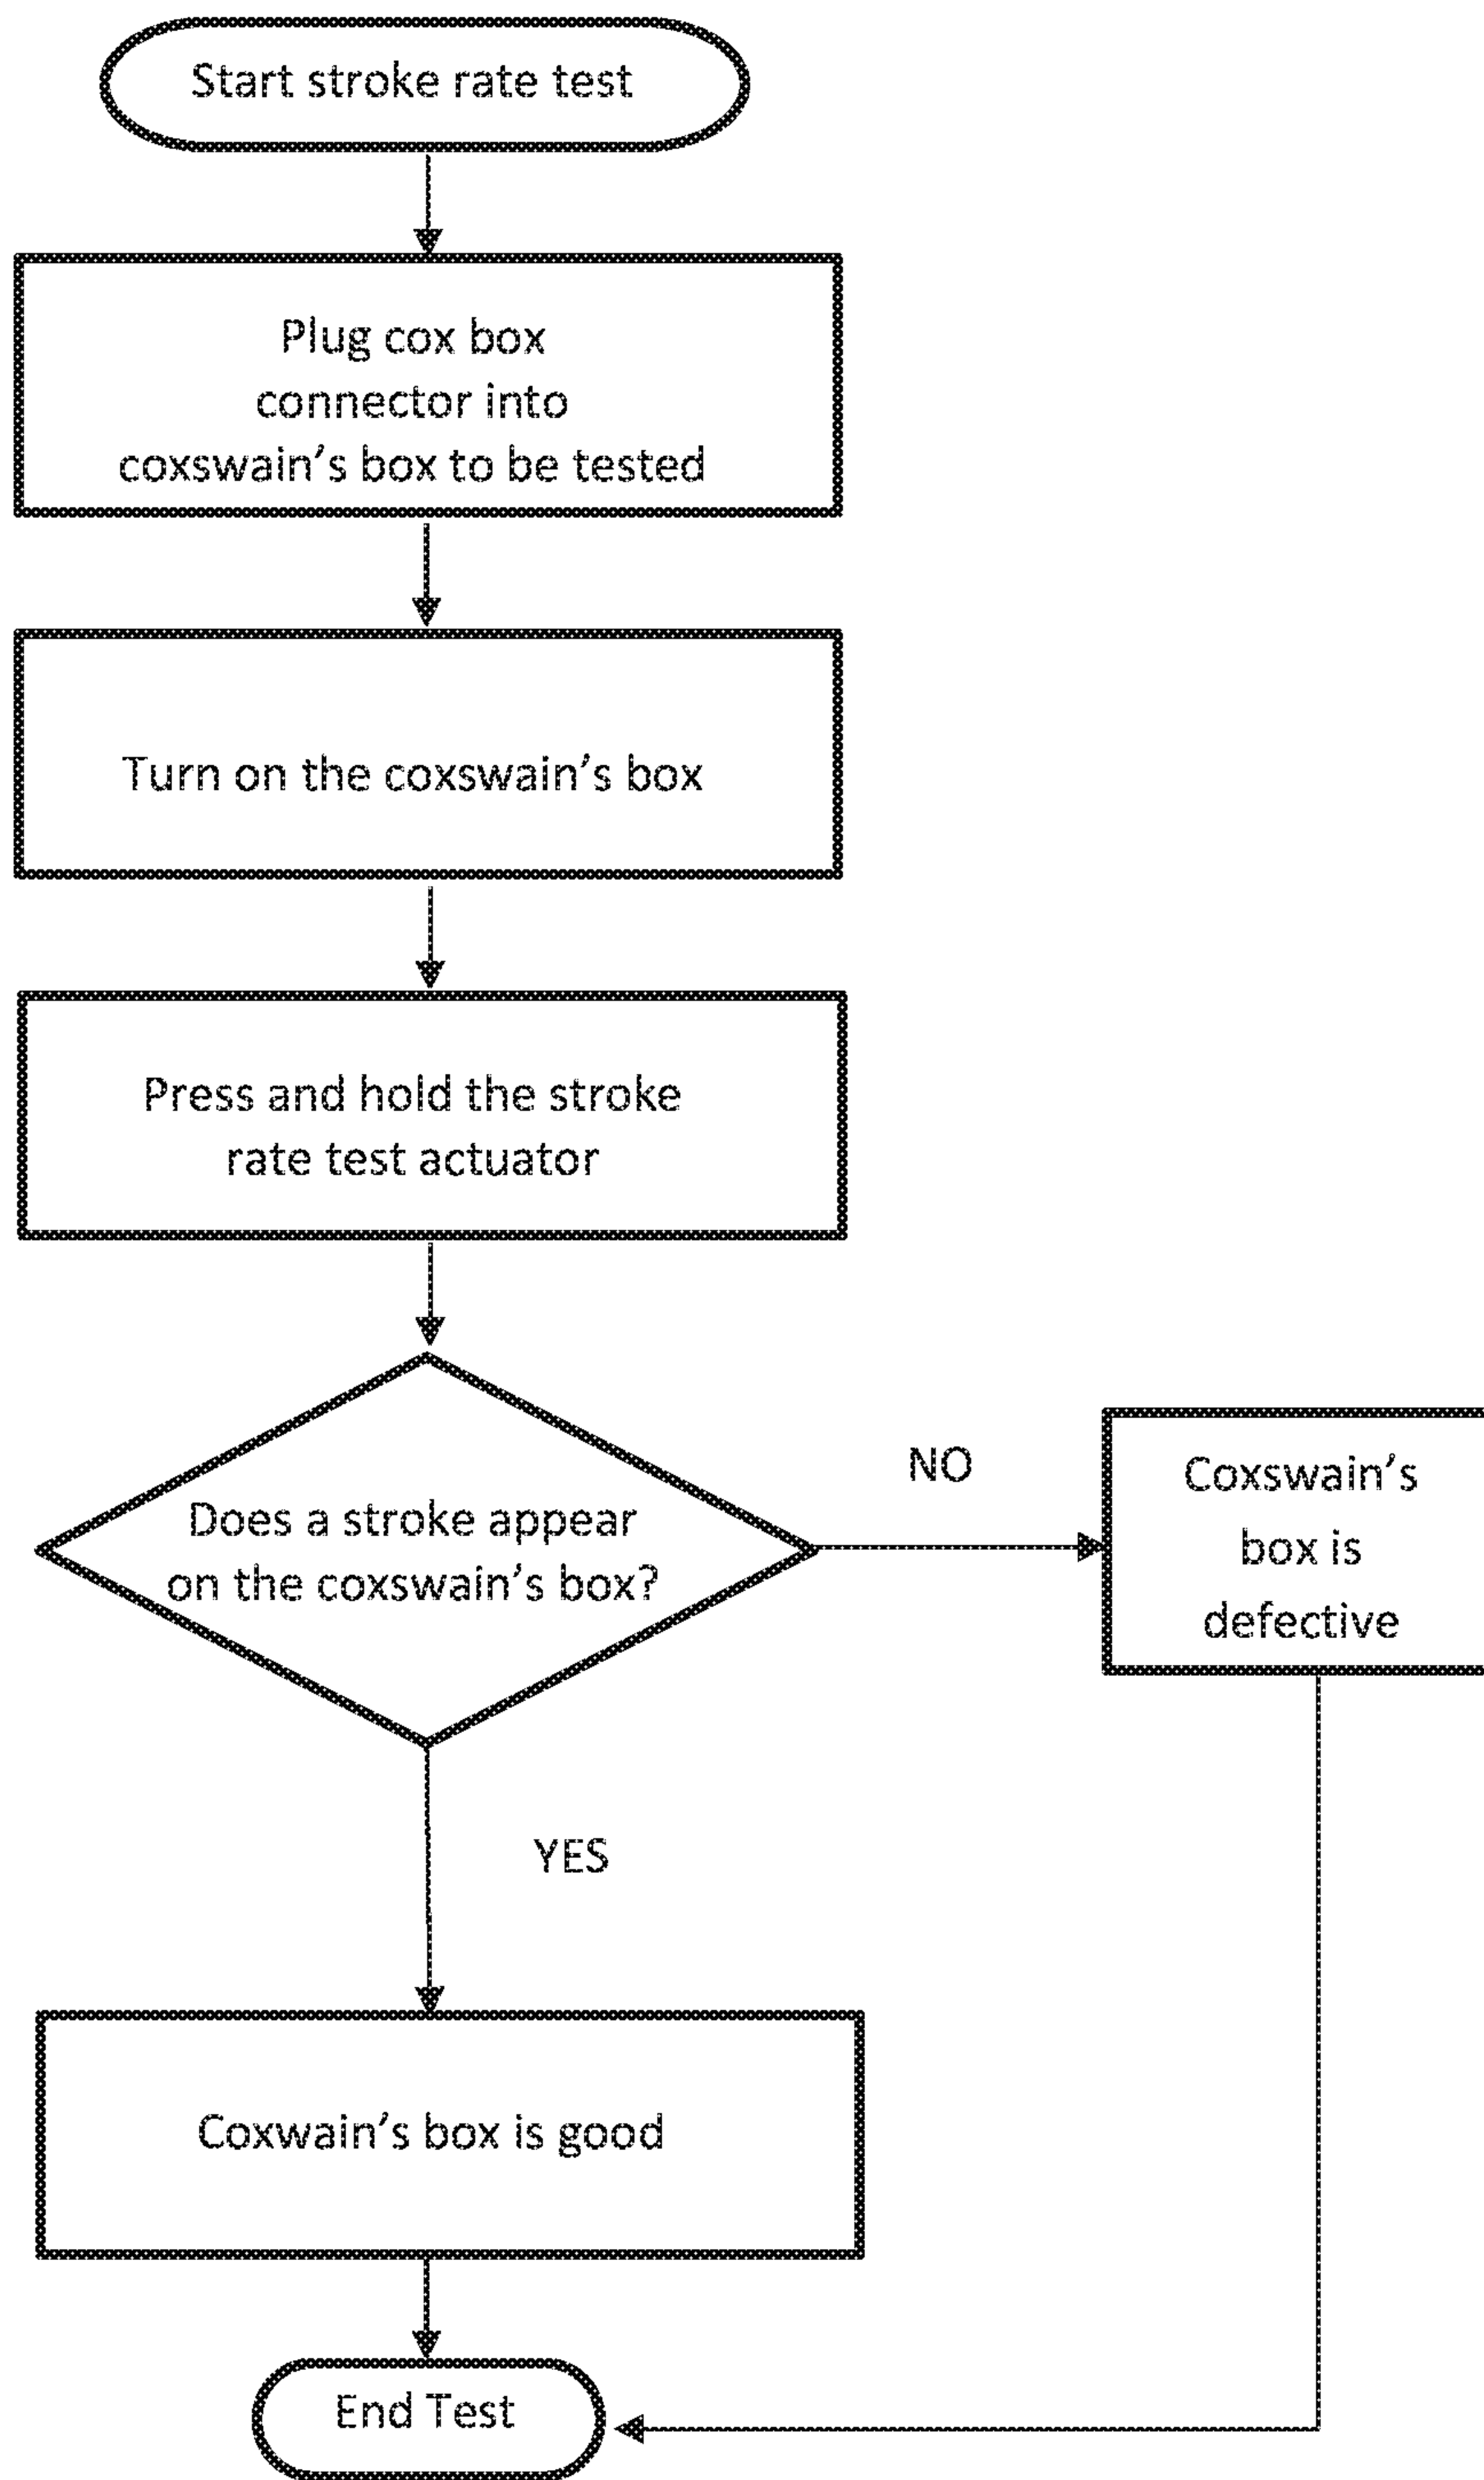 Start stroke rate test
Plug cox box
connector into
coxswain's box to be tested
Turn on the coxswain's box
Press and hold the stroke
rate test actuator
Does a stroke appear
on the coxswain's box?
NO
Coxswain's
box is
defective
YES
Coxwain's box is good
End Test